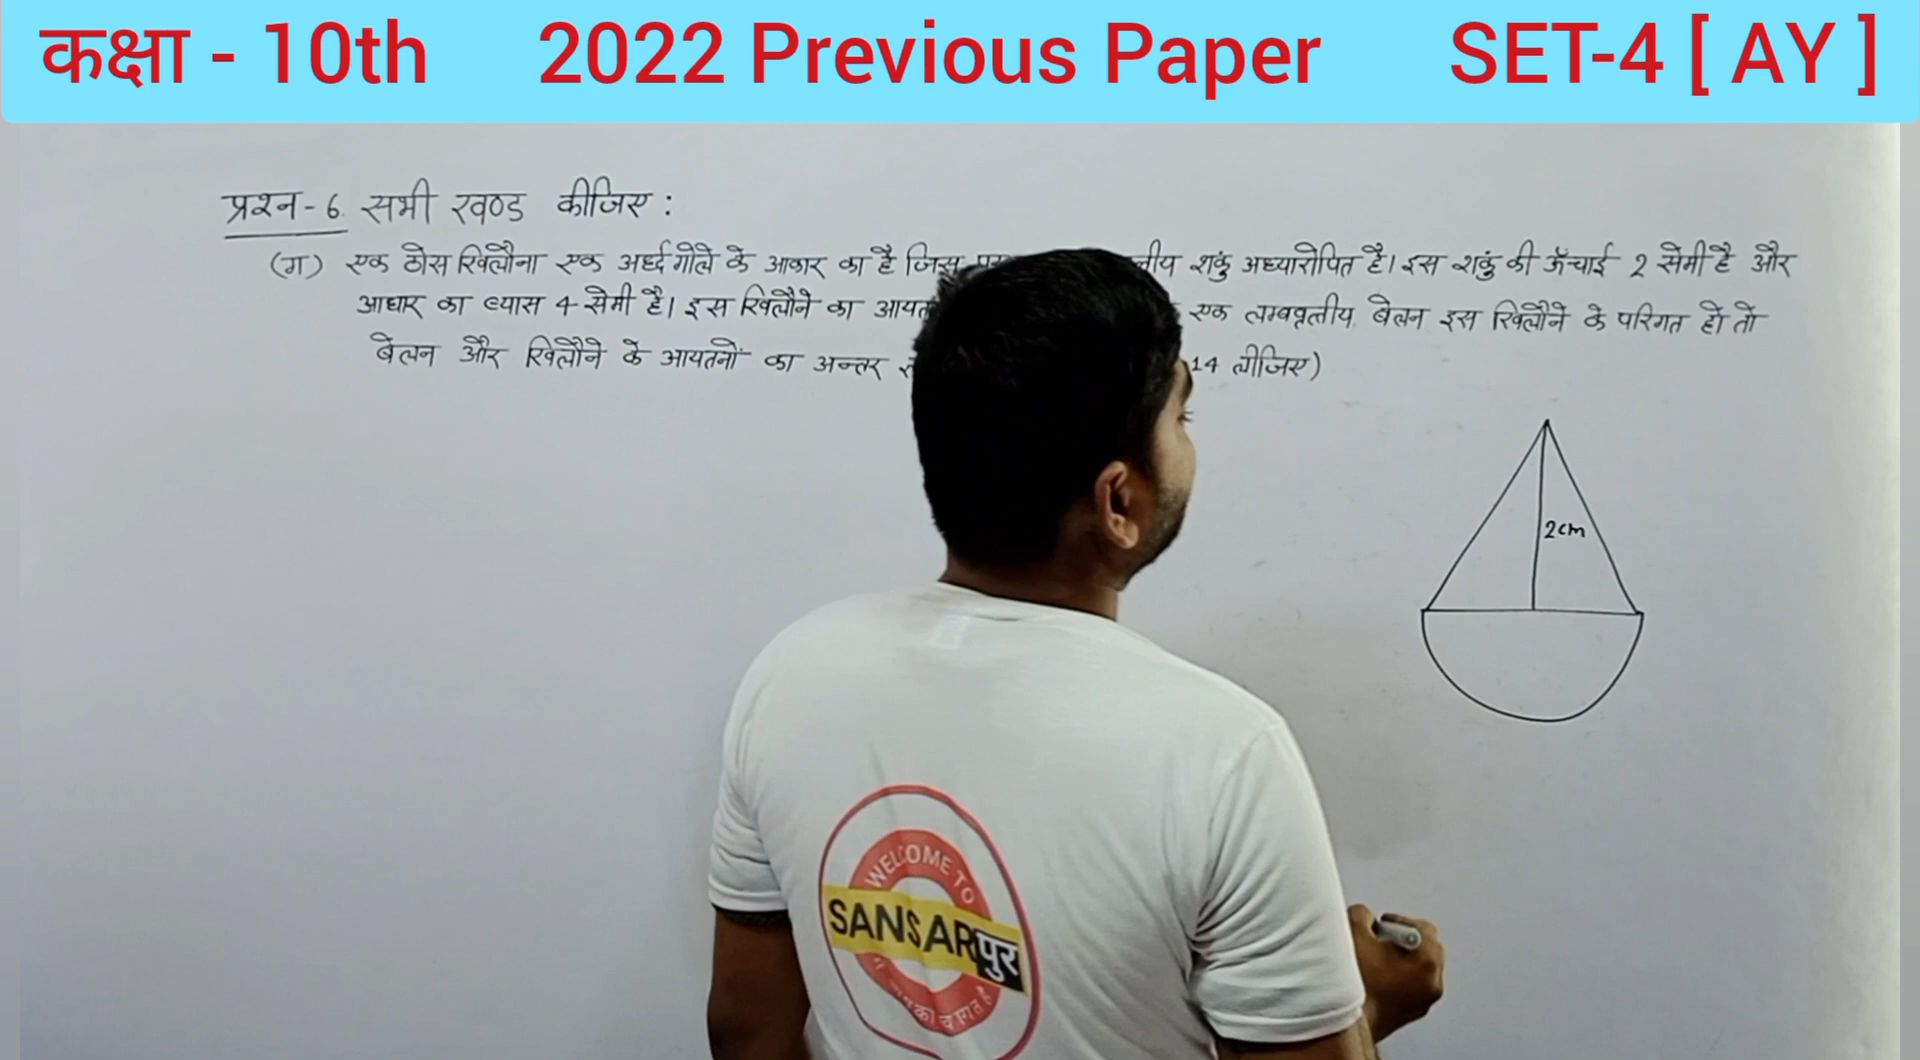 कक्षा - 10th 2022 Previous Paper SET-4 [ AY ]
प्रश्न-6. सभी खण्ड कीजिए :
(ग) एक ठोस खिलौना एक अर्द्धगोले के आकार का है जिस शंकु अध्यारोपित है। इस शंकु की ऊँचाई 2 सेमी है और
आधार का व्यास 4 सेमी है। इस खिलौने का एक लम्बवृत्तीय बेलन इस खिलौने के परिगत हो तो
बेलन और खिलौने के आयतनों का अन्तर 14 लीजिए)
2cm
WELCOME TO
SANSARपुर